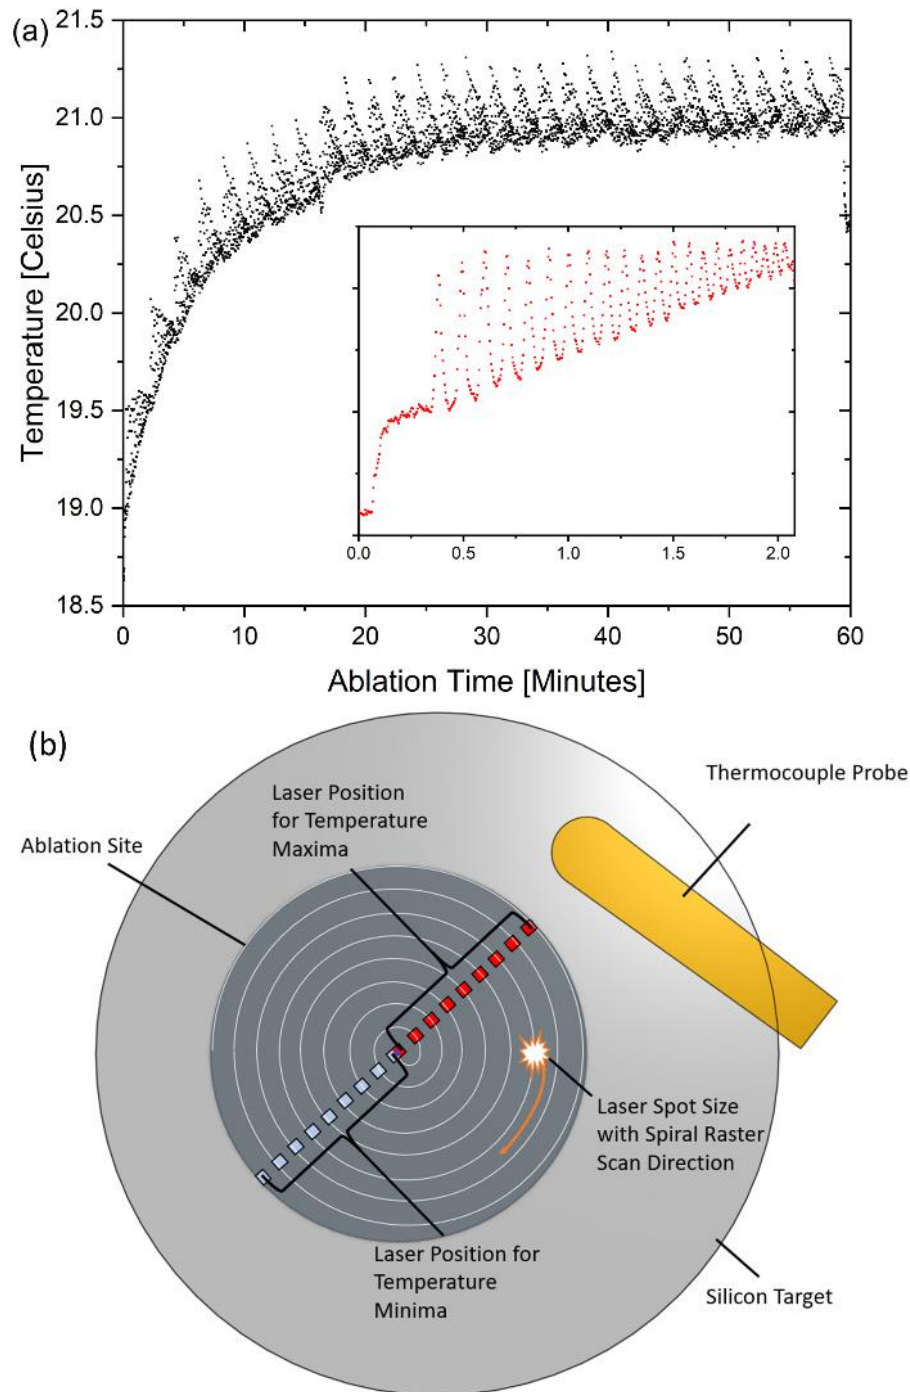 (a)
21.5
21.0
20.5
20.0
19.5
19.0
18.5
Temperature [Celsius]
0.0 0.5 1.0 1.5 2.0
0 10 20 30 40 50 60
Ablation Time [Minutes]
(b)
Thermocouple Probe
Laser Position
for Temperature
Maxima
Ablation Site
Laser Spot Size
with Spiral Raster
Scan Direction
Laser Position for
Temperature
Minima
Silicon Target